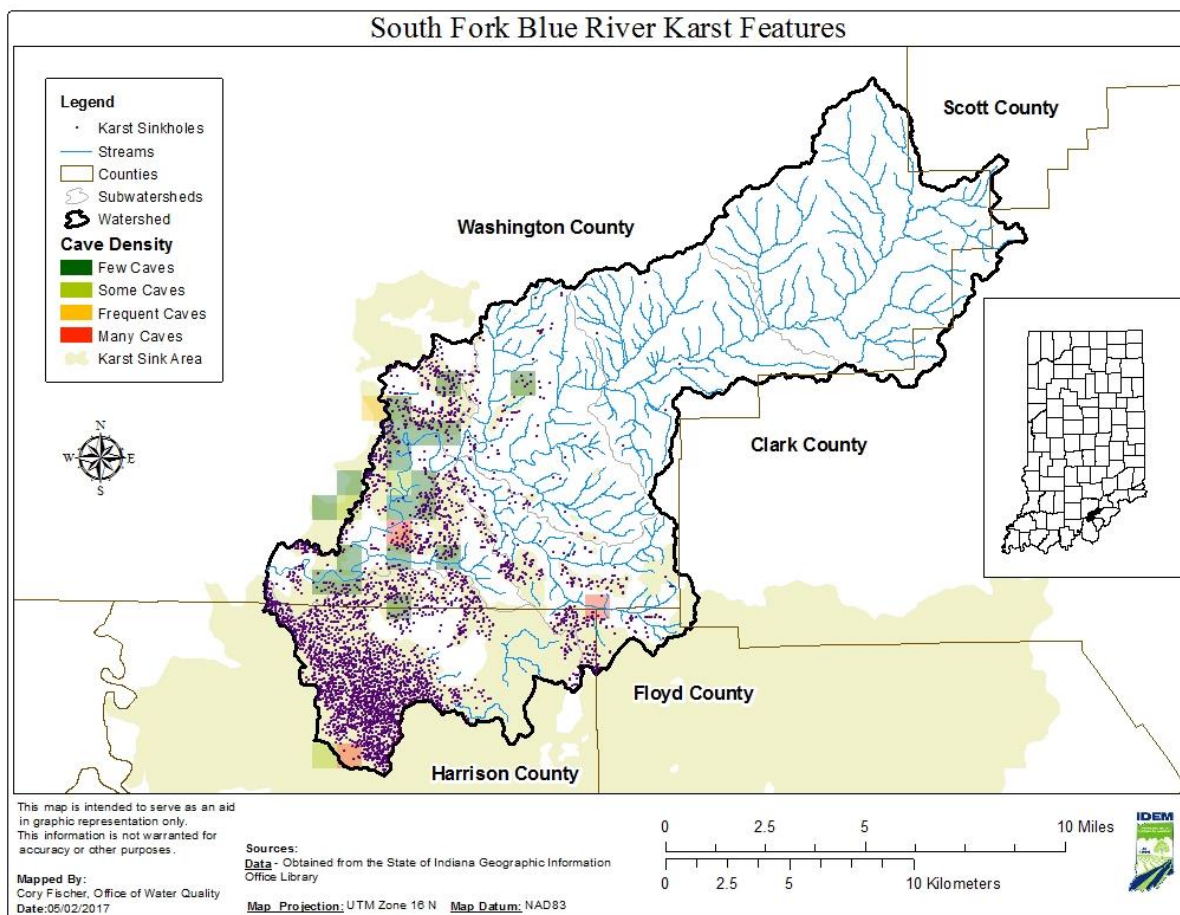 South Fork Blue River Karst Features
Legend
Karst Sinkholes
Streams
Counties
Subwatersheds
Watershed
Cave Density
Few Caves
Some Caves
Frequent Caves
Many Caves
Karst Sink Area
Scott County
Washington County
N
W E
S
Clark County
Floyd County
Harrison County
This map is intended to serve as an aid
in graphic representation only.
This information is not warranted for
accuracy or other purposes.
Mapped By:
Cory Fischer, Office of Water Quality
Date:05/02/2017
Sources:
Data - Obtained from the State of Indiana Geographic Information
Office Library
Map Projection: UTM Zone 16 N Map Datum: NAD83
0 2.5 5 10 Miles
0 2.5 5 10 Kilometers
IDEM